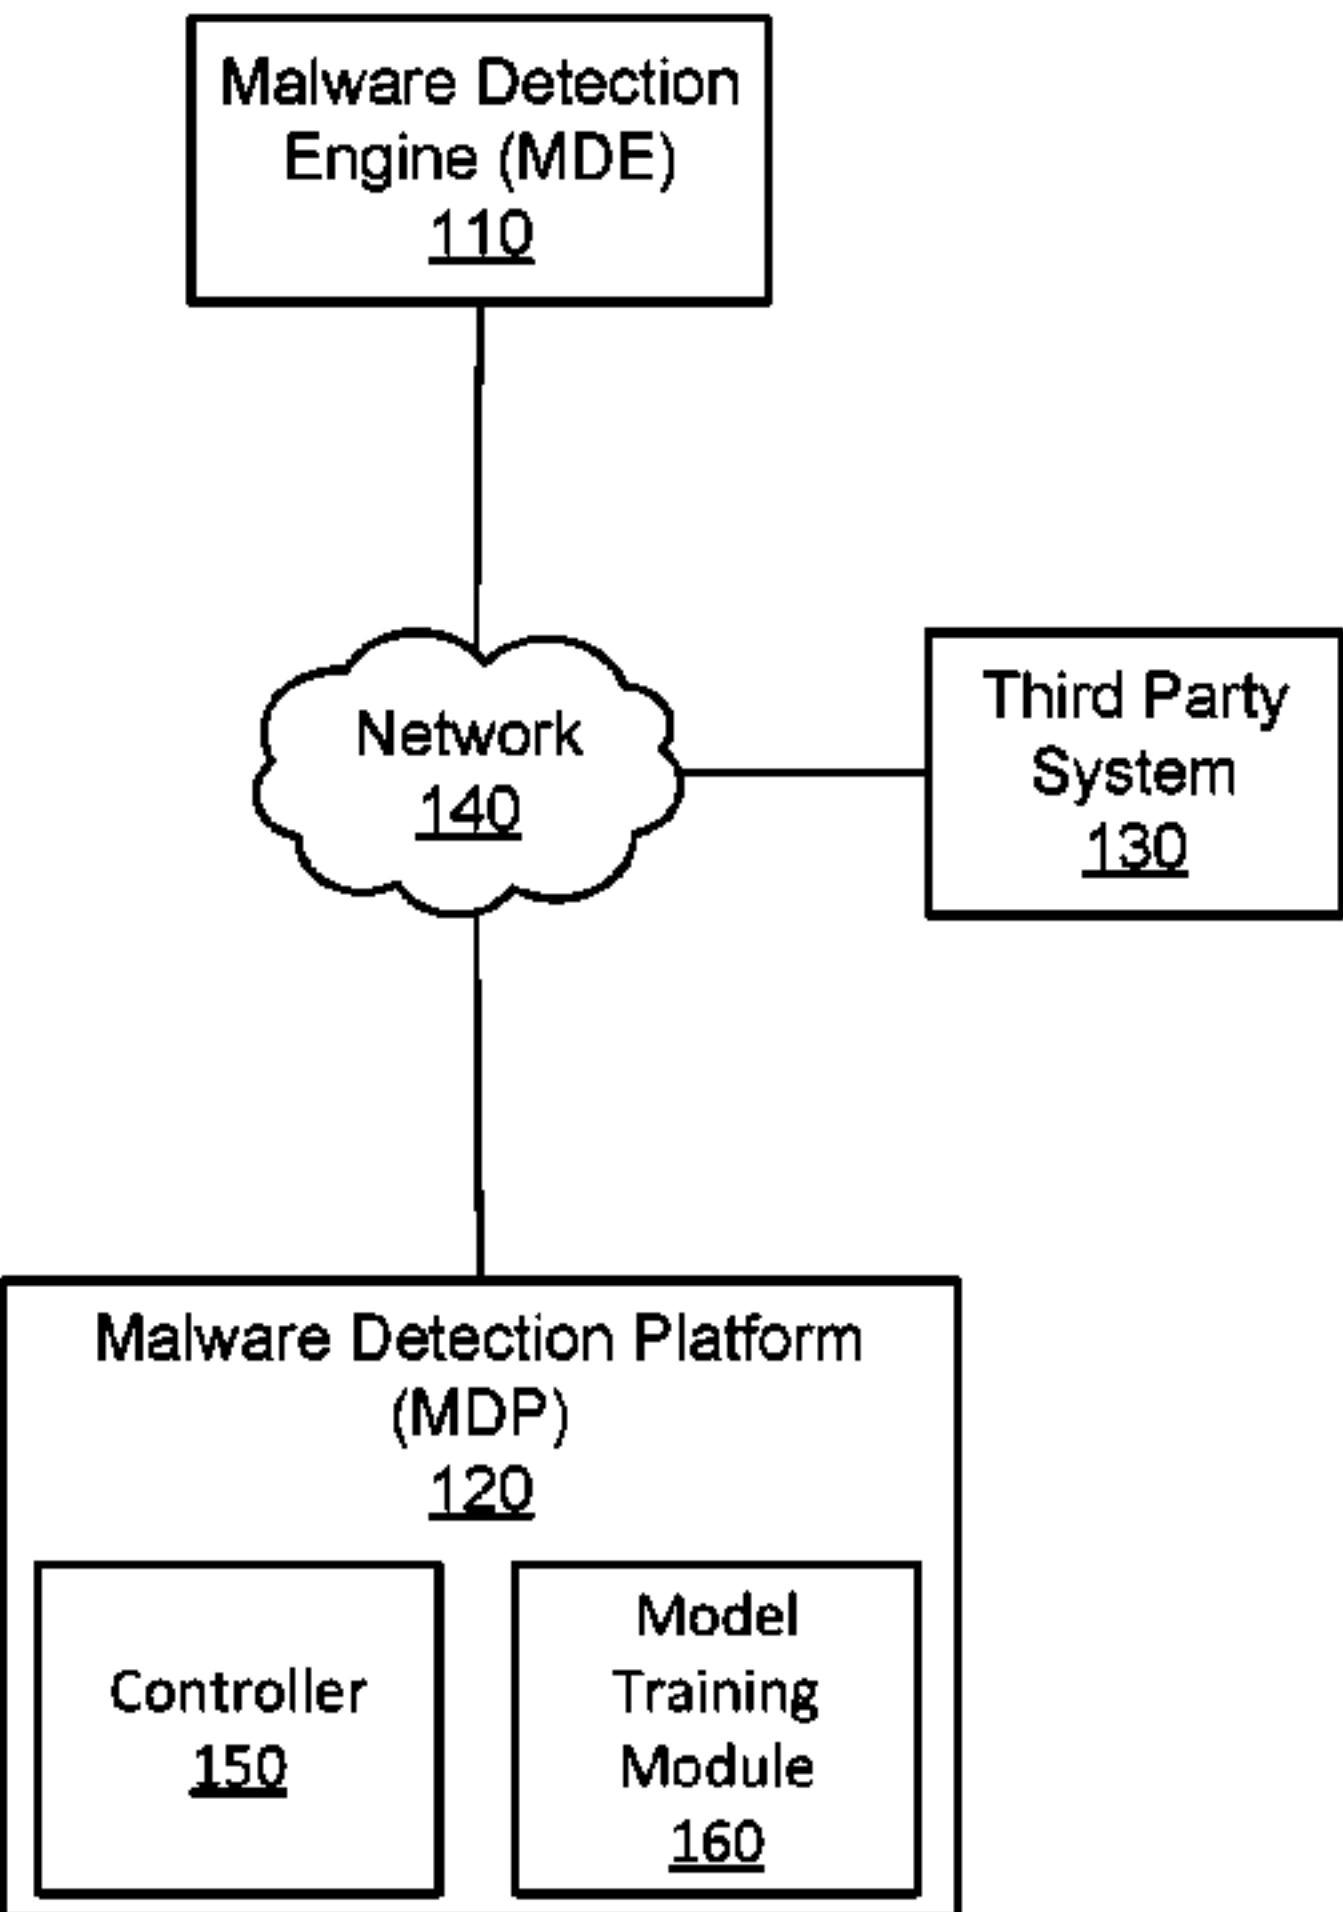 Malware Detection
Engine (MDE)
110
Network
140
Third Party
System
130
Malware Detection Platform
(MDP)
120
Controller
150
Model
Training
Module
160